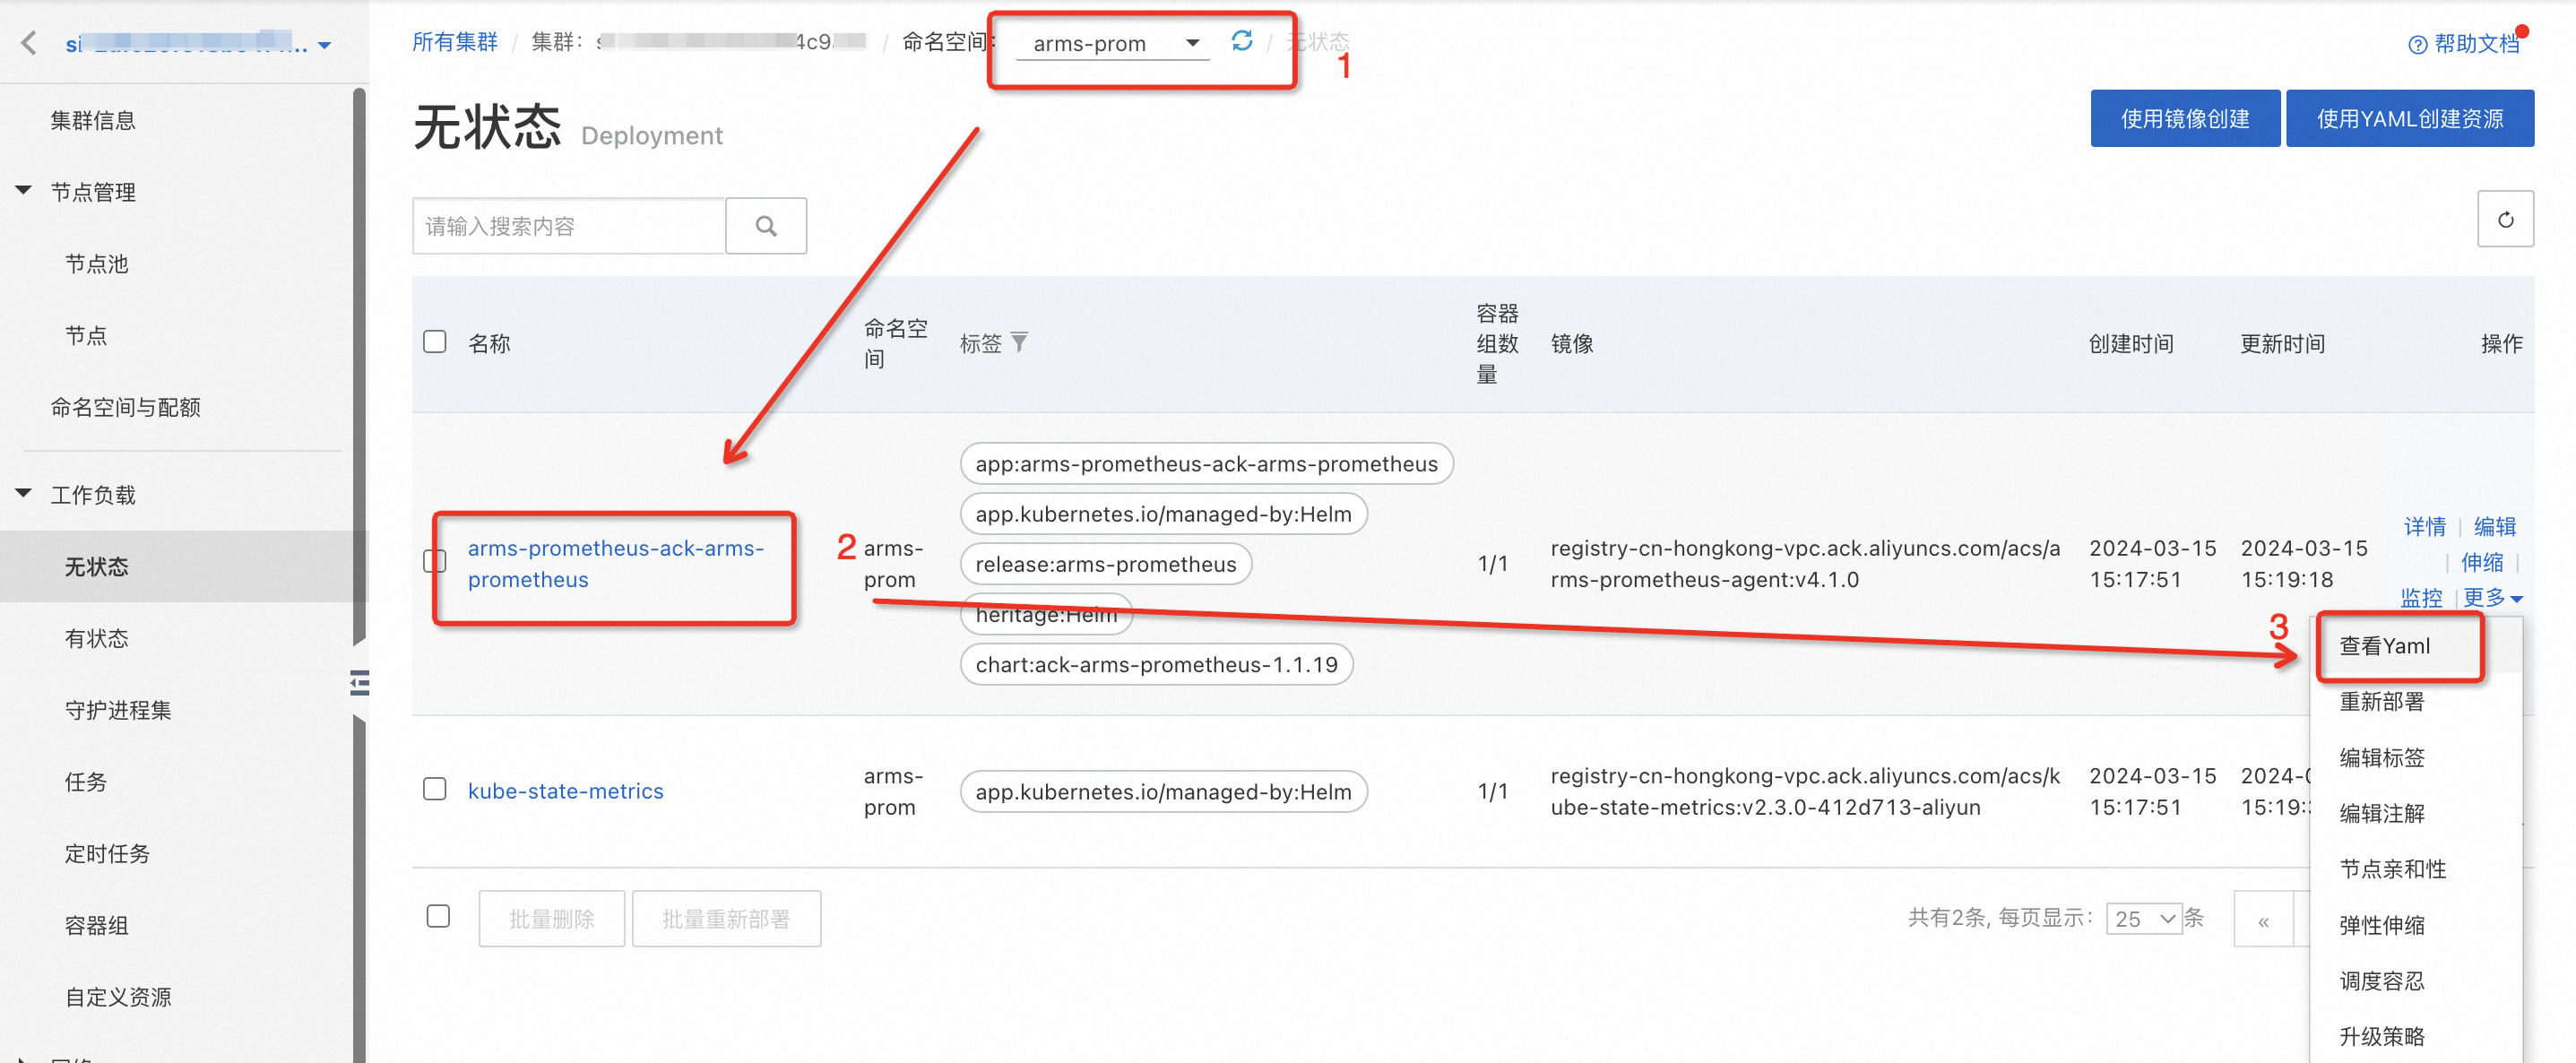 所有集群 / 集群： 4c9 / 命名空间： arms-prom / 无状态
1
帮助文档
集群信息
节点管理
节点池
节点
命名空间与配额
工作负载
无状态
有状态
守护进程集
任务
定时任务
容器组
自定义资源
无状态 Deployment
使用镜像创建
使用YAML创建资源
请输入搜索内容
名称
命名空
间
标签
容器
组数
量
镜像
创建时间
更新时间
操作
arms-prometheus-ack-arms-
prometheus
2
arms-
prom
app:arms-prometheus-ack-arms-prometheus
app.kubernetes.io/managed-by:Helm
release:arms-prometheus
heritage:Helm
chart:ack-arms-prometheus-1.1.19
1/1
registry-cn-hongkong-vpc.ack.aliyuncs.com/acs/a
rms-prometheus-agent:v4.1.0
2024-03-15
15:17:51
2024-03-15
15:19:18
详情 | 编辑
| 伸缩 |
监控 | 更多
3
查看Yaml
重新部署
编辑标签
编辑注解
节点亲和性
弹性伸缩
调度容忍
升级策略
kube-state-metrics
arms-
prom
app.kubernetes.io/managed-by:Helm
1/1
registry-cn-hongkong-vpc.ack.aliyuncs.com/acs/k
ube-state-metrics:v2.3.0-412d713-aliyun
2024-03-15
15:17:51
2024-0
15:19:
批量删除
批量重新部署
共有2条, 每页显示： 25 条
«